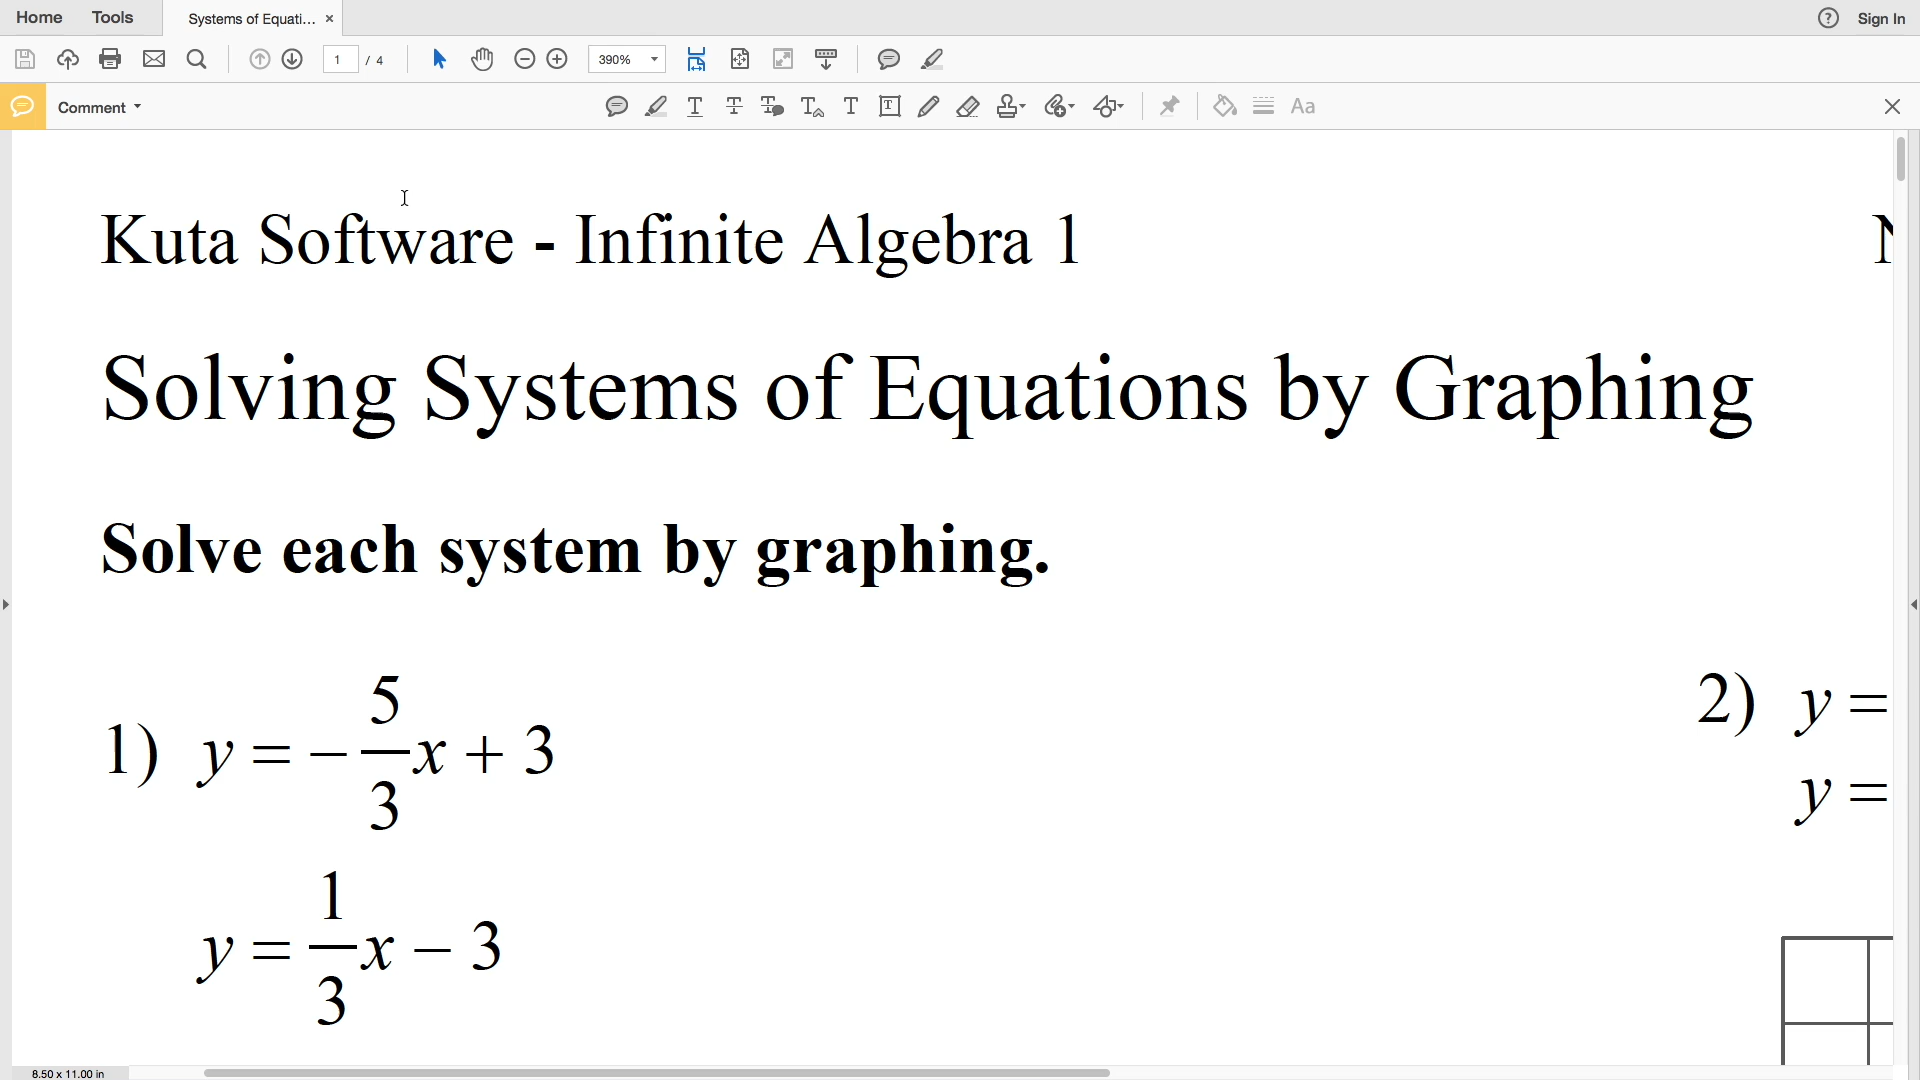 Home Tools Systems of Equati... × ? Sign In
1 / 4 390%
Comment T T T T T T Aa
Kuta Software - Infinite Algebra 1 N
Solving Systems of Equations by Graphing
Solve each system by graphing.
1) y = -5/3x + 3
y = 1/3x - 3
2) y =
y =
8.50 x 11.00 in